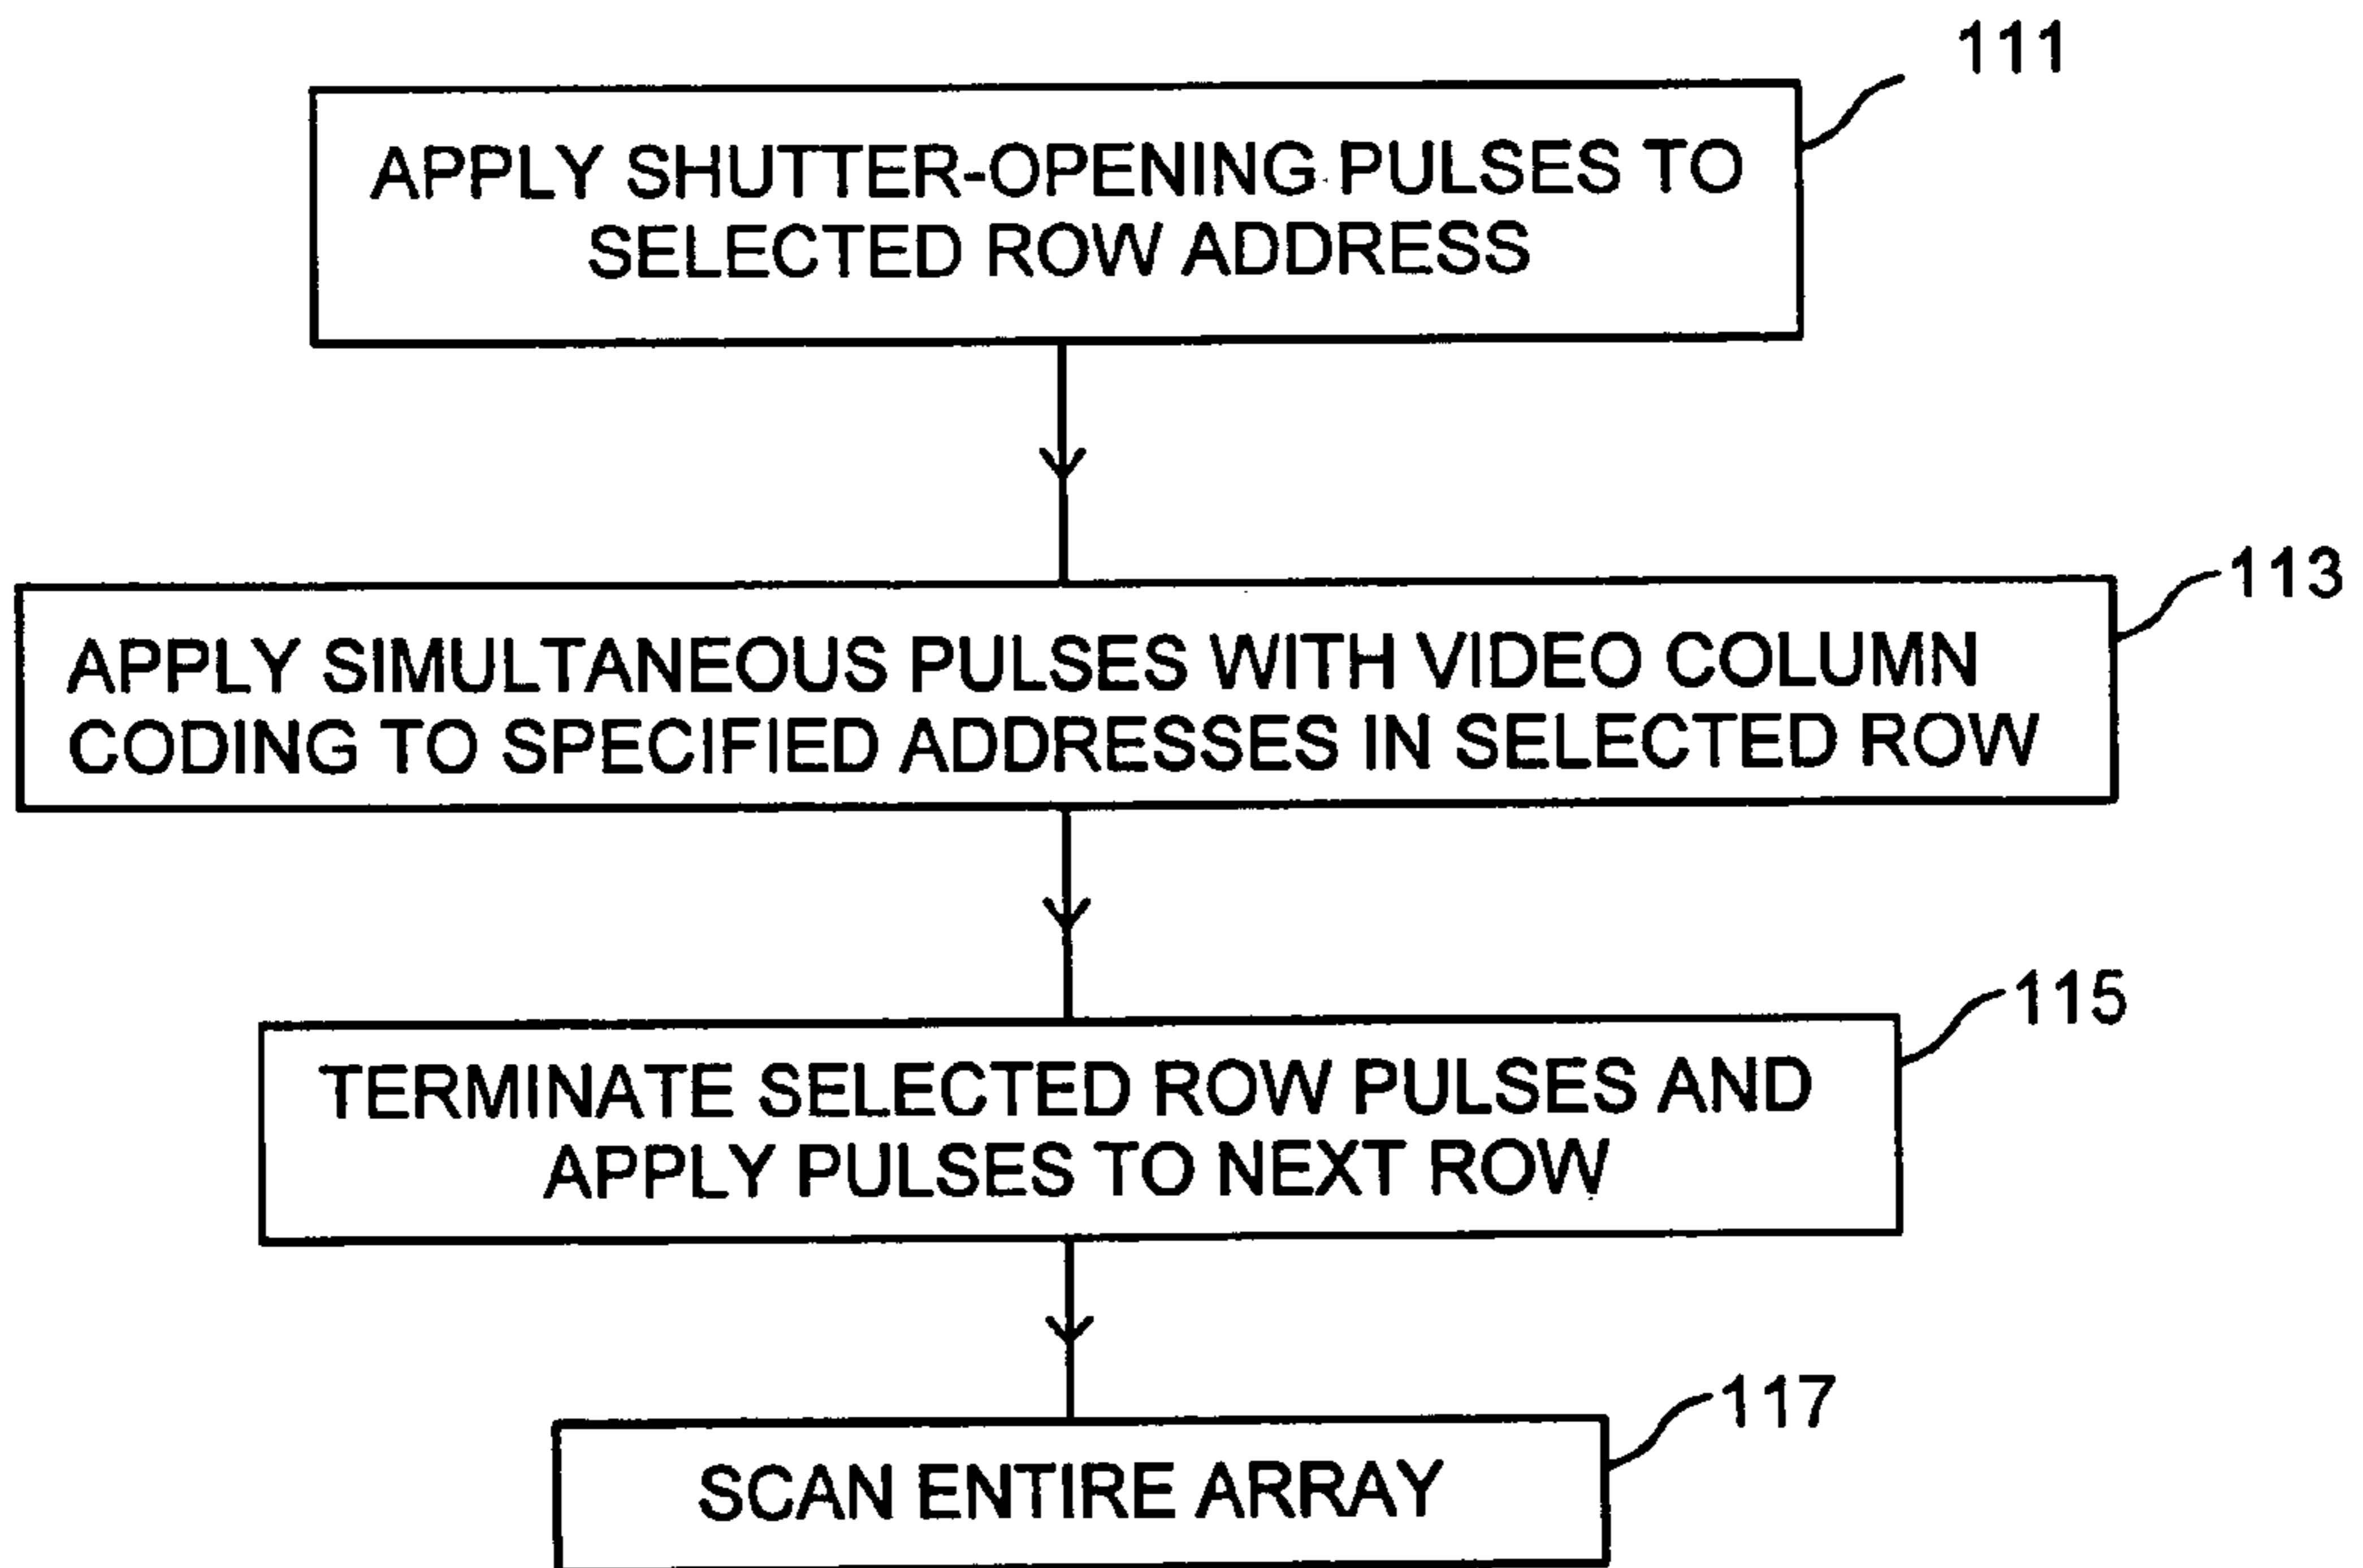 111
APPLY SHUTTER-OPENING PULSES TO
SELECTED ROW ADDRESS
113
APPLY SIMULTANEOUS PULSES WITH VIDEO COLUMN
CODING TO SPECIFIED ADDRESSES IN SELECTED ROW
115
TERMINATE SELECTED ROW PULSES AND
APPLY PULSES TO NEXT ROW
117
SCAN ENTIRE ARRAY